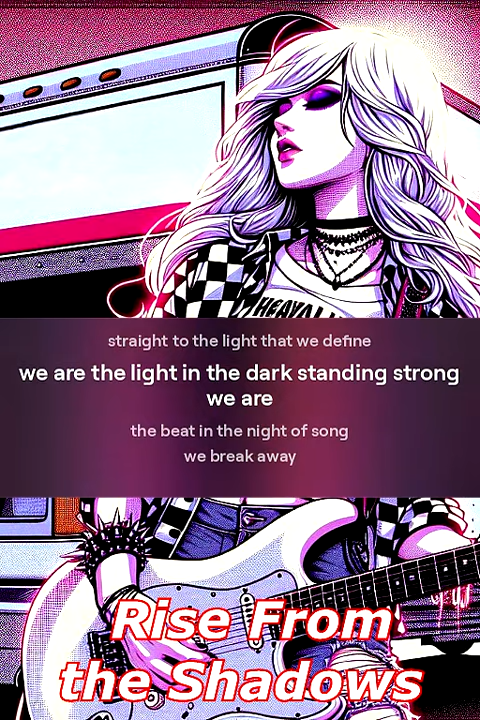 straight to the light that we define
we are the light in the dark standing strong
we are
the beat in the night of song
we break away
Rise From
the Shadows